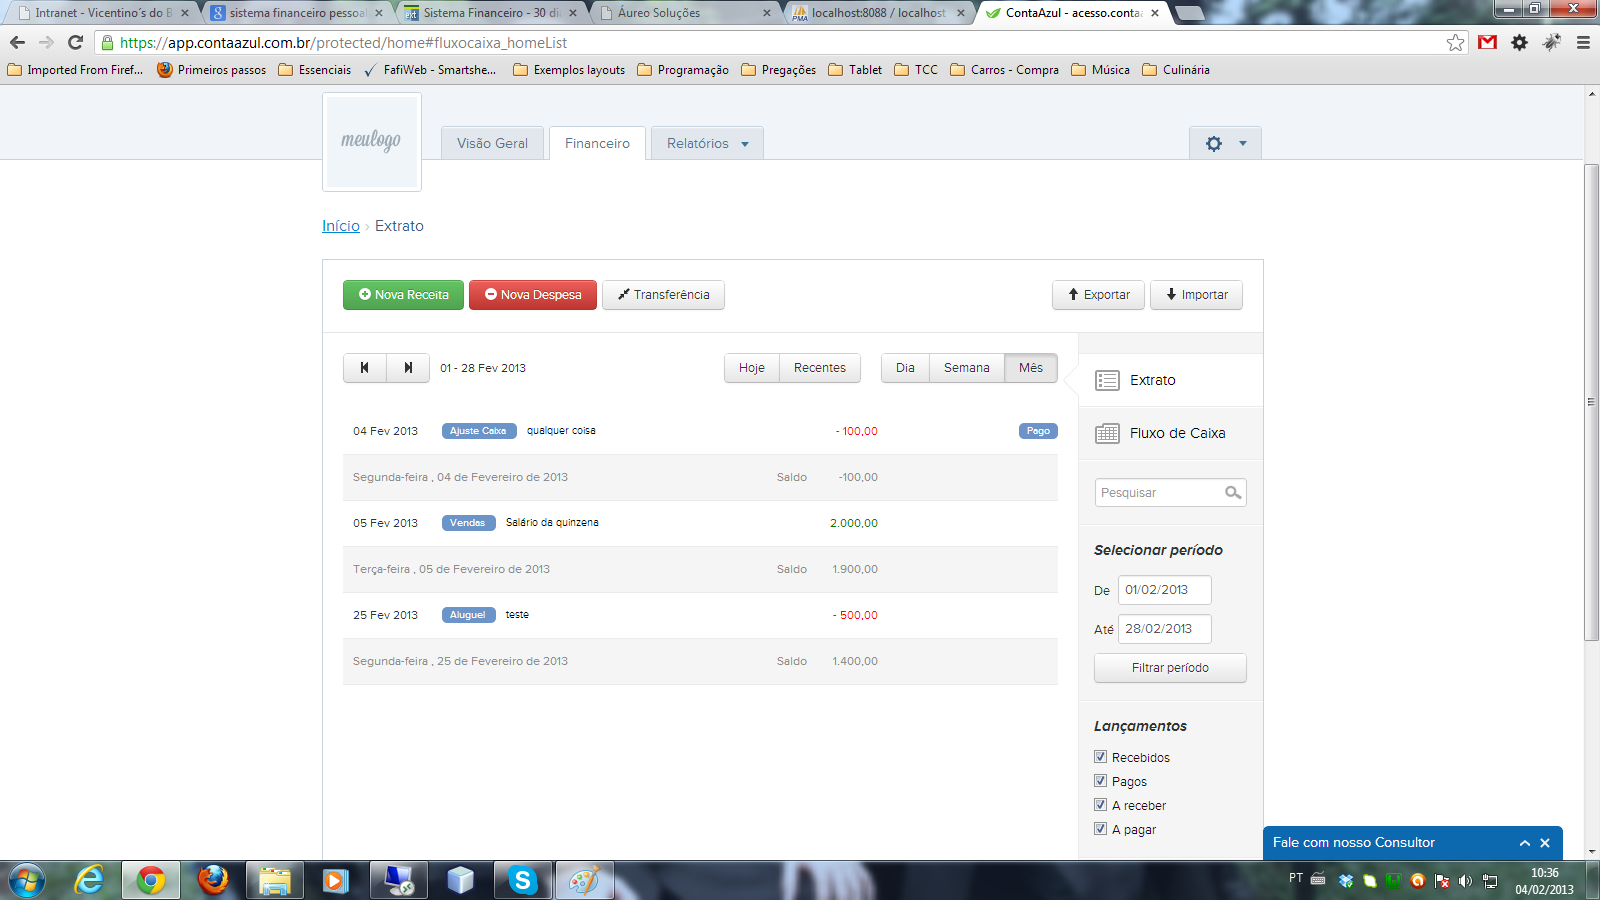 Intranet - Vicentino´s do B
sistema financeiro pessoal
Sistema Financeiro - 30 di
Áureo Soluções
localhost:8088 / localhost
ContaAzul - acesso.conta
https://app.contaazul.com.br/protected/home#fluxocaixa_homeList
Imported From Firef...
Primeiros passos
Essenciais
FafiWeb - Smartshe...
Exemplos layouts
Programação
Pregações
Tablet
TCC
Carros - Compra
Música
Culinária
meulogo
Visão Geral
Financeiro
Relatórios
Início › Extrato
Nova Receita
Nova Despesa
Transferência
Exportar
Importar
01 - 28 Fev 2013
Hoje
Recentes
Dia
Semana
Mês
04 Fev 2013 Ajuste Caixa qualquer coisa - 100,00 Pago
Segunda-feira , 04 de Fevereiro de 2013 Saldo -100,00
05 Fev 2013 Vendas Salário da quinzena 2.000,00
Terça-feira , 05 de Fevereiro de 2013 Saldo 1.900,00
25 Fev 2013 Aluguel teste - 500,00
Segunda-feira , 25 de Fevereiro de 2013 Saldo 1.400,00
Extrato
Fluxo de Caixa
Pesquisar
Selecionar período
De 01/02/2013
Até 28/02/2013
Filtrar período
Lançamentos
Recebidos
Pagos
A receber
A pagar
Fale com nosso Consultor
PT
10:36
04/02/2013